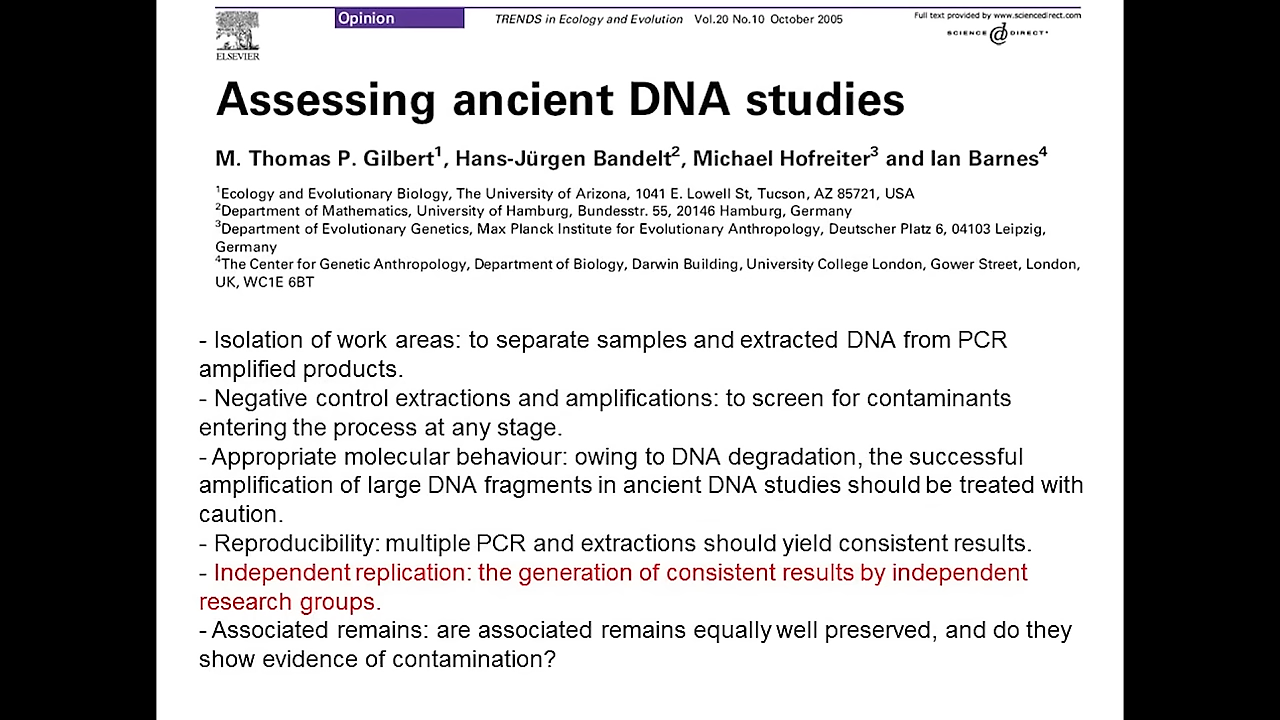 Opinion
TRENDS in Ecology and Evolution Vol.20 No.10 October 2005
Full text provided by www.sciencedirect.com
SCIENCE @ DIRECT®
ELSEVIER
Assessing ancient DNA studies
M. Thomas P. Gilbert1, Hans-Jürgen Bandelt2, Michael Hofreiter3 and Ian Barnes4
1Ecology and Evolutionary Biology, The University of Arizona, 1041 E. Lowell St, Tucson, AZ 85721, USA
2Department of Mathematics, University of Hamburg, Bundesstr. 55, 20146 Hamburg, Germany
3Department of Evolutionary Genetics, Max Planck Institute for Evolutionary Anthropology, Deutscher Platz 6, 04103 Leipzig,
Germany
4The Center for Genetic Anthropology, Department of Biology, Darwin Building, University College London, Gower Street, London,
UK, WC1E 6BT
- Isolation of work areas: to separate samples and extracted DNA from PCR
amplified products.
- Negative control extractions and amplifications: to screen for contaminants
entering the process at any stage.
- Appropriate molecular behaviour: owing to DNA degradation, the successful
amplification of large DNA fragments in ancient DNA studies should be treated with
caution.
- Reproducibility: multiple PCR and extractions should yield consistent results.
- Independent replication: the generation of consistent results by independent
research groups.
- Associated remains: are associated remains equally well preserved, and do they
show evidence of contamination?